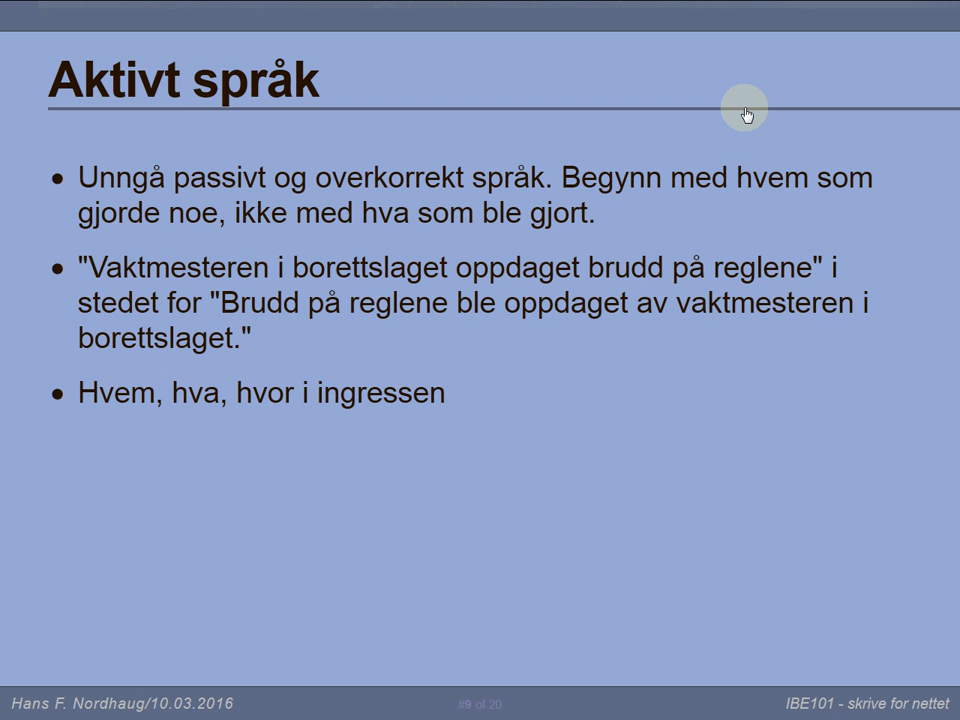 Aktivt språk
• Unngå passivt og overkorrekt språk. Begynn med hvem som
gjorde noe, ikke med hva som ble gjort.
• "Vaktmesteren i borettslaget oppdaget brudd på reglene" i
stedet for "Brudd på reglene ble oppdaget av vaktmesteren i
borettslaget."
• Hvem, hva, hvor i ingressen
Hans F. Nordhaug/10.03.2016
#9 of 20
IBE101 - skrive for nettet